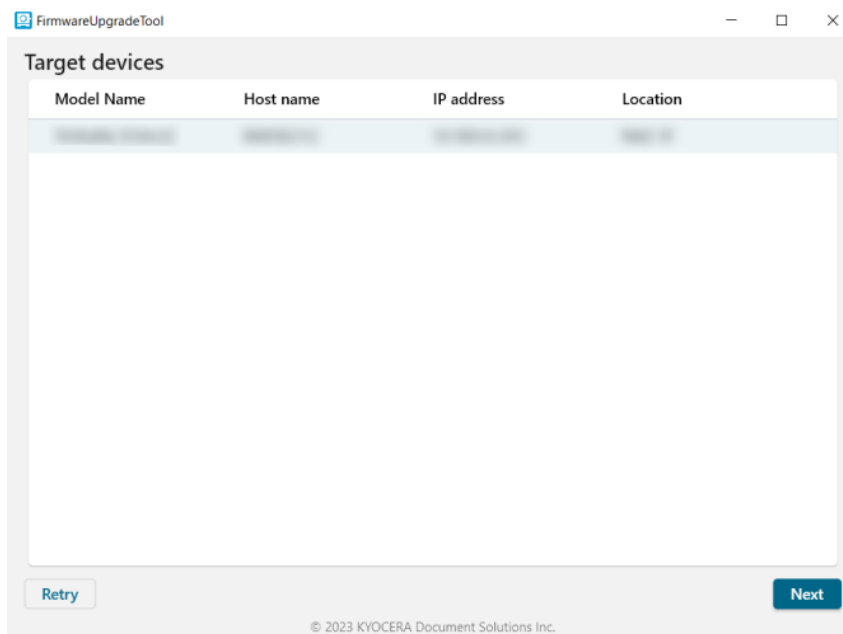 FirmwareUpgradeTool
Target devices
Model Name Host name IP address Location
Retry Next
© 2023 KYOCERA Document Solutions Inc.